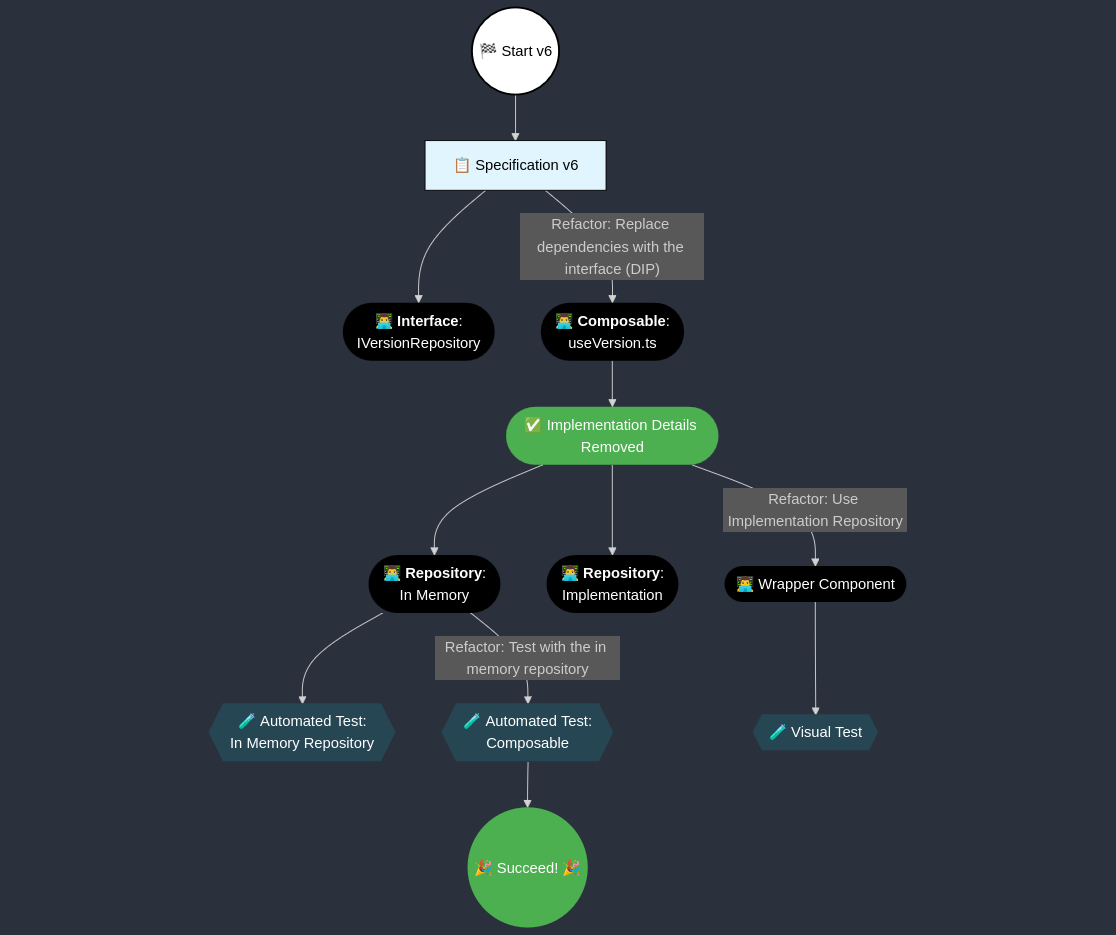 🏁 Start v6
📋 Specification v6
Refactor: Replace
dependencies with the
interface (DIP)
👨‍💻 Interface:
IVersionRepository
👨‍💻 Composable:
useVersion.ts
✅ Implementation Details
Removed
Refactor: Use
Implementation Repository
👨‍💻 Repository:
In Memory
👨‍💻 Repository:
Implementation
👨‍💻 Wrapper Component
Refactor: Test with the in
memory repository
🧪 Automated Test:
In Memory Repository
🧪 Automated Test:
Composable
🧪 Visual Test
🎉 Succeed! 🎉